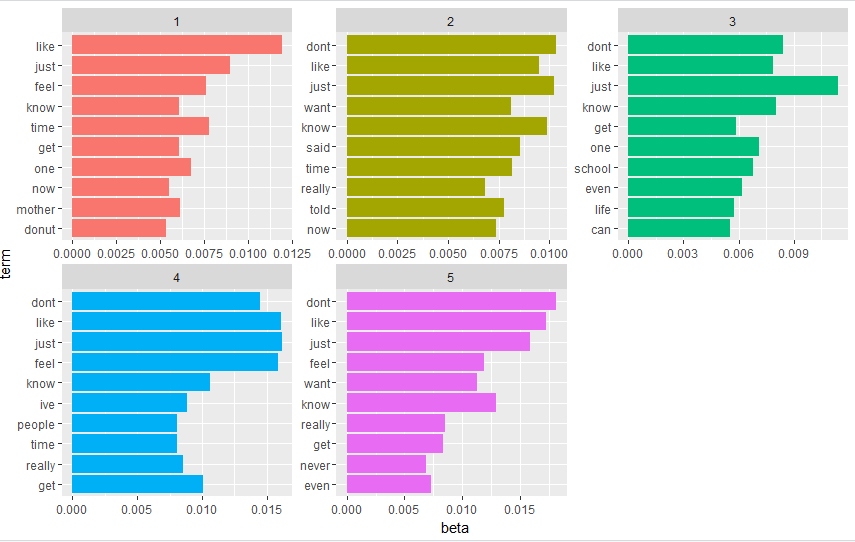 1
like
just
feel
know
time
get
one
now
mother
donut
0.0000 0.0025 0.0050 0.0075 0.0100 0.0125
2
dont
like
just
want
know
said
time
really
told
now
0.0000 0.0025 0.0050 0.0075 0.0100
3
dont
like
just
know
get
one
school
even
life
can
0.000 0.003 0.006 0.009
term
4
dont
like
just
feel
know
ive
people
time
really
get
0.000 0.005 0.010 0.015
5
dont
like
just
feel
want
know
really
get
never
even
0.000 0.005 0.010 0.015
beta